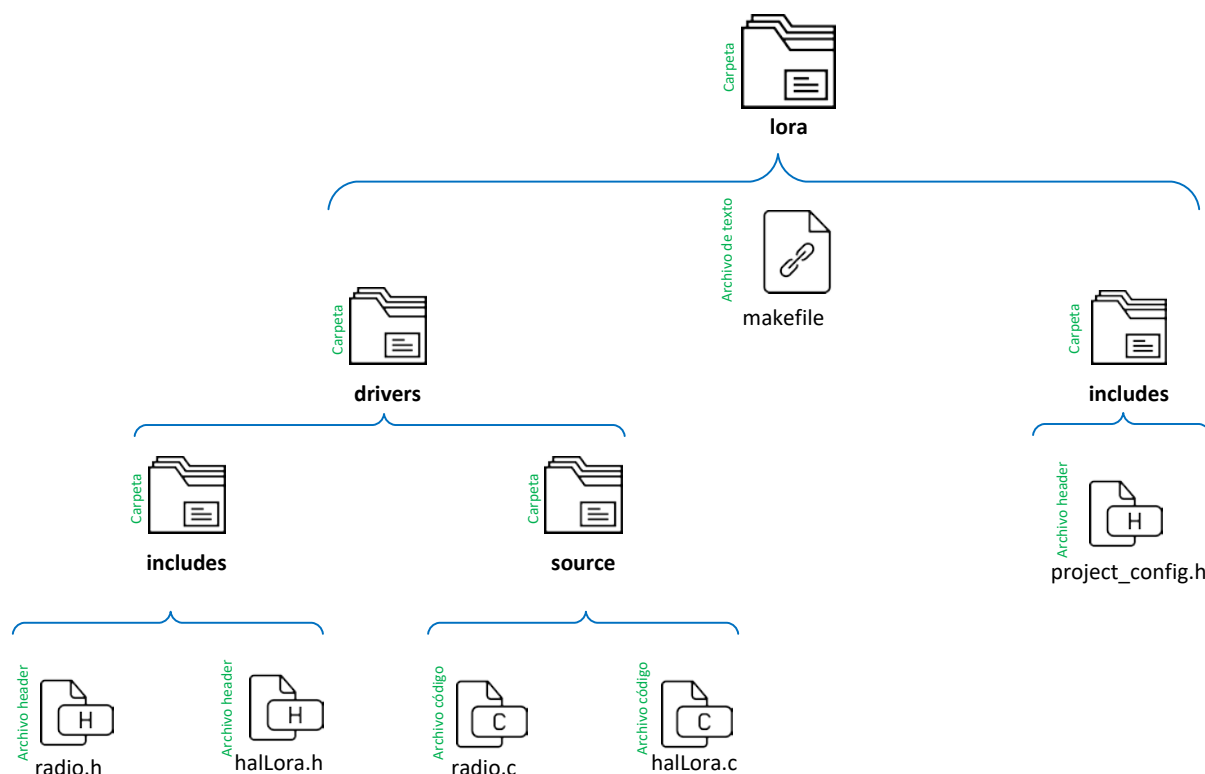 Carpeta
lora
Archivo de texto
makefile
Carpeta
drivers
Carpeta
includes
Carpeta
includes
Carpeta
source
Archivo header
H
project_config.h
Archivo header
H
radio.h
Archivo header
H
halLora.h
Archivo código
C
radio.c
Archivo código
C
halLora.c